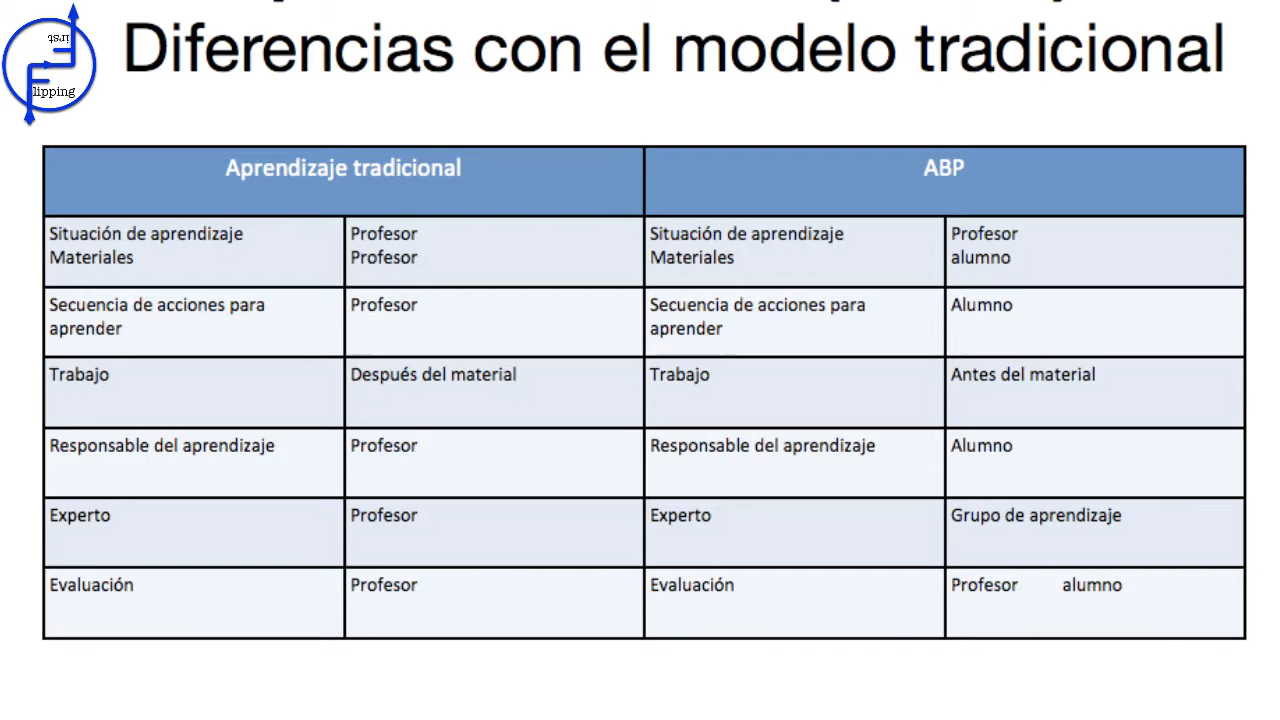 first
Flipping
Diferencias con el modelo tradicional
Aprendizaje tradicional ABP
Situación de aprendizaje Profesor Situación de aprendizaje Profesor
Materiales Profesor Materiales alumno
Secuencia de acciones para Profesor Secuencia de acciones para Alumno
aprender aprender
Trabajo Después del material Trabajo Antes del material
Responsable del aprendizaje Profesor Responsable del aprendizaje Alumno
Experto Profesor Experto Grupo de aprendizaje
Evaluación Profesor Evaluación Profesor alumno